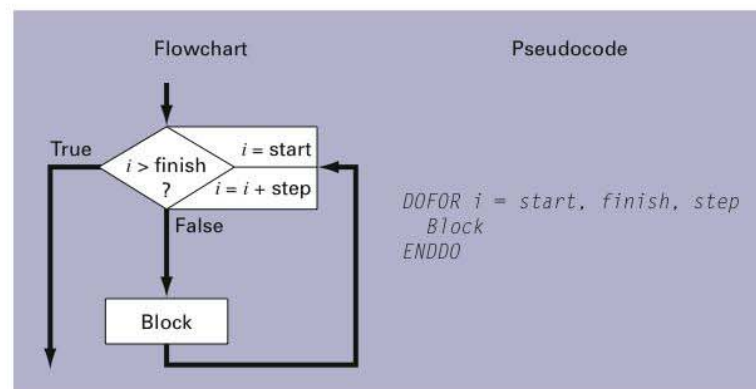 Flowchart
Pseudocode
True
i > finish
?
i = start
i = i + step
False
Block
DOFOR i = start, finish, step
Block
ENDDO